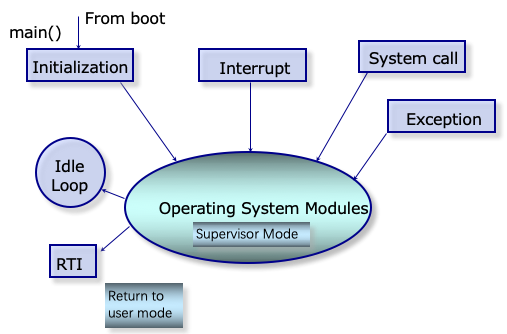 From boot
main()
Initialization
Interrupt
System call
Exception
Idle
Loop
Operating System Modules
Supervisor Mode
RTI
Return to
user mode